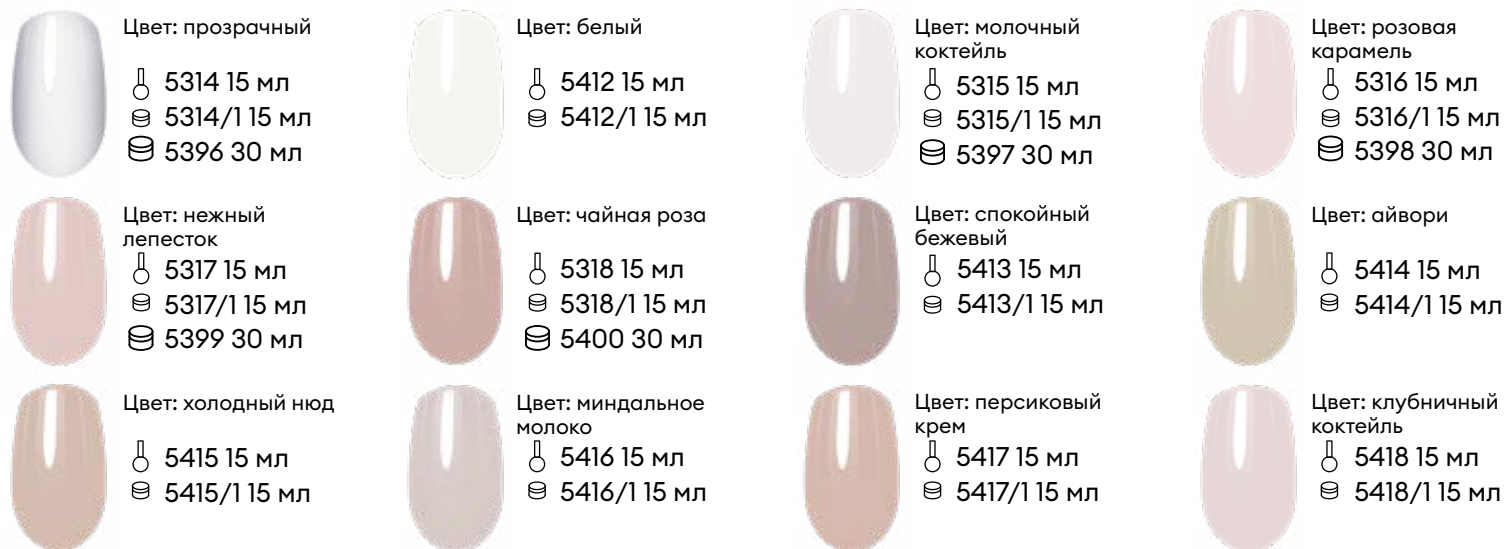 Цвет: прозрачный
5314 15 мл
5314/1 15 мл
5396 30 мл
Цвет: белый
5412 15 мл
5412/1 15 мл
Цвет: молочный
коктейль
5315 15 мл
5315/1 15 мл
5397 30 мл
Цвет: розовая
карамель
5316 15 мл
5316/1 15 мл
5398 30 мл
Цвет: нежный
лепесток
5317 15 мл
5317/1 15 мл
5399 30 мл
Цвет: чайная роза
5318 15 мл
5318/1 15 мл
5400 30 мл
Цвет: спокойный
бежевый
5413 15 мл
5413/1 15 мл
Цвет: айвори
5414 15 мл
5414/1 15 мл
Цвет: холодный нюд
5415 15 мл
5415/1 15 мл
Цвет: миндальное
молоко
5416 15 мл
5416/1 15 мл
Цвет: персиковый
крем
5417 15 мл
5417/1 15 мл
Цвет: клубничный
коктейль
5418 15 мл
5418/1 15 мл